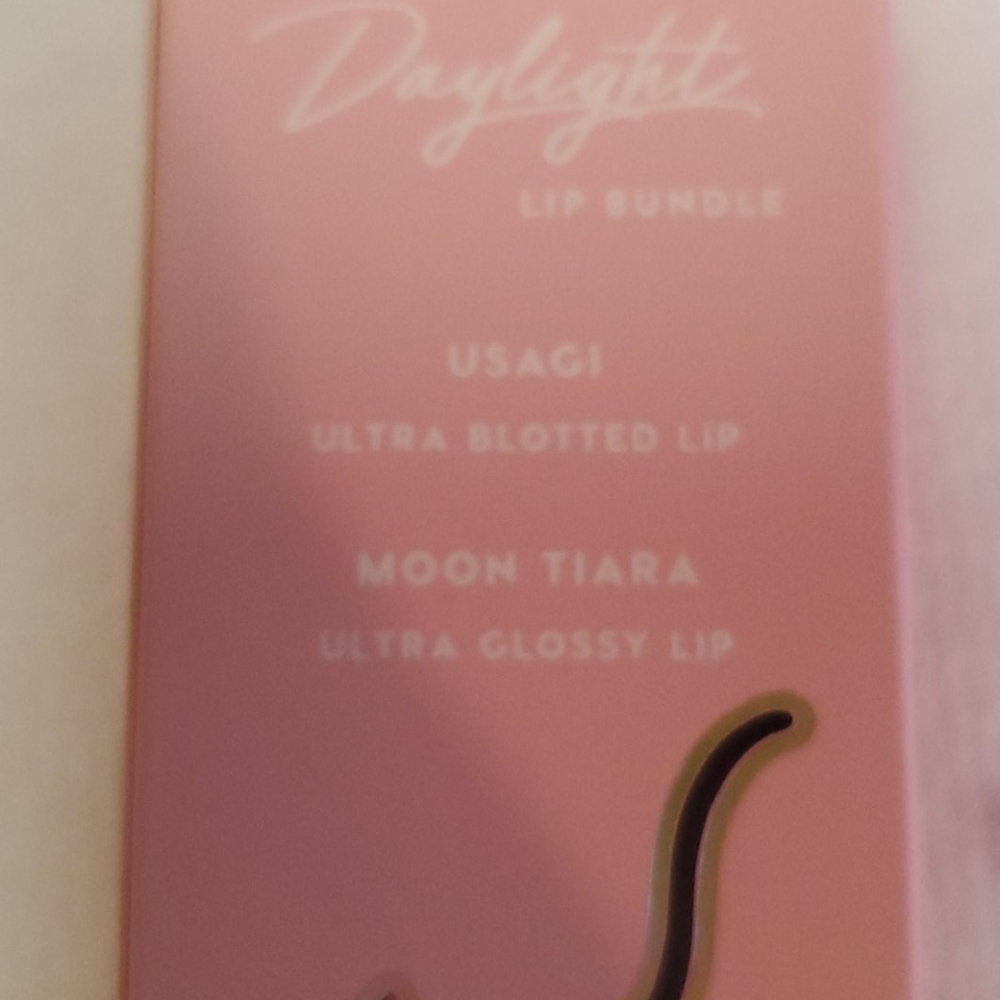 Daylight
LIP BUNDLE
USAGI
ULTRA BLOTTED LIP
MOON TIARA
ULTRA GLOSSY LIP